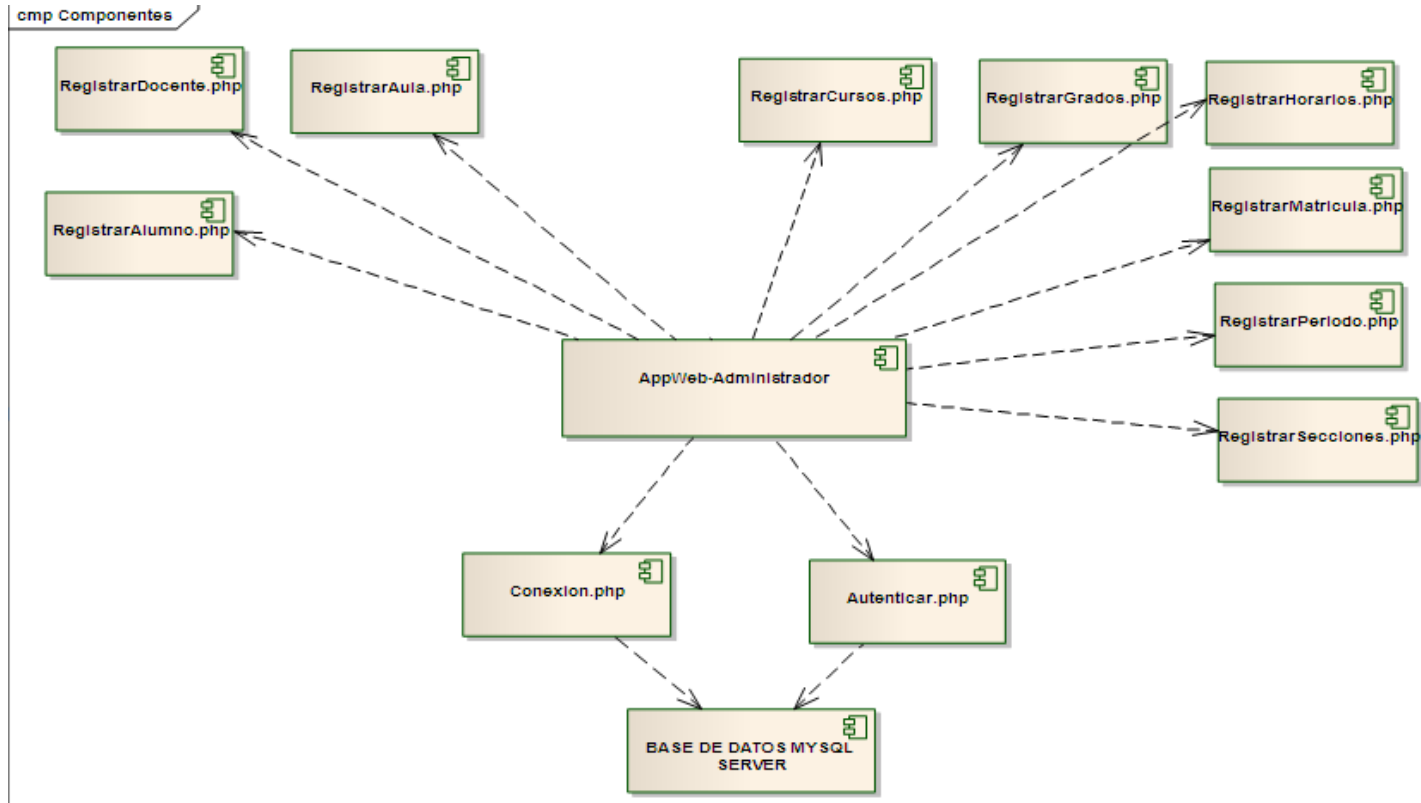 cmp Componentes
RegistrarDocente.php
RegistrarAula.php
RegistrarCursos.php
RegistrarGrados.php
RegistrarHorarios.php
RegistrarAlumno.php
RegistrarMatricula.php
RegistrarPeriodo.php
AppWeb-Administrador
RegistrarSecciones.php
Conexion.php
Autenticar.php
BASE DE DATOS MYSQL
SERVER